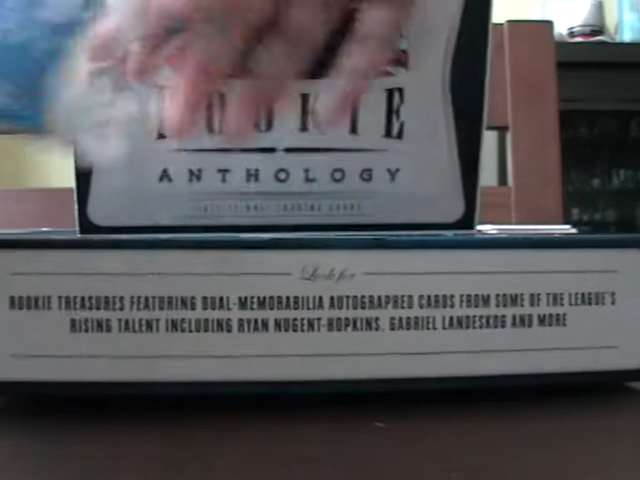 ROOKIE
ANTHOLOGY
Look for
ROOKIE TREASURES FEATURING DUAL-MEMORABILIA AUTOGRAPHED CARDS FROM SOME OF THE LEAGUE'S
RISING TALENT INCLUDING RYAN NUGENT-HOPKINS, GABRIEL LANDESKOG AND MORE